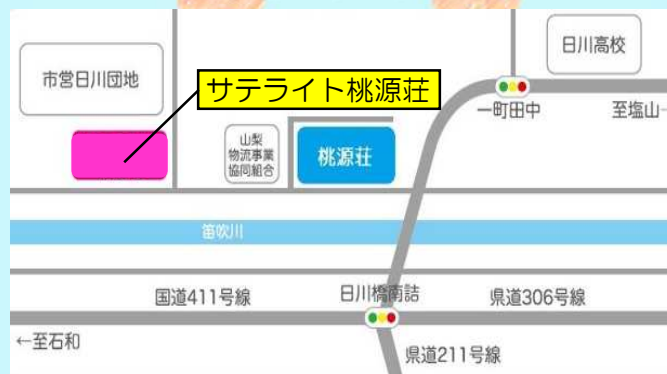 日川高校
市営日川団地
サテライト桃源荘
一町田中
至塩山
山梨
物流事業
協同組合
桃源荘
笛吹川
国道411号線
日川橋南詰
県道306号線
←至石和
県道211号線